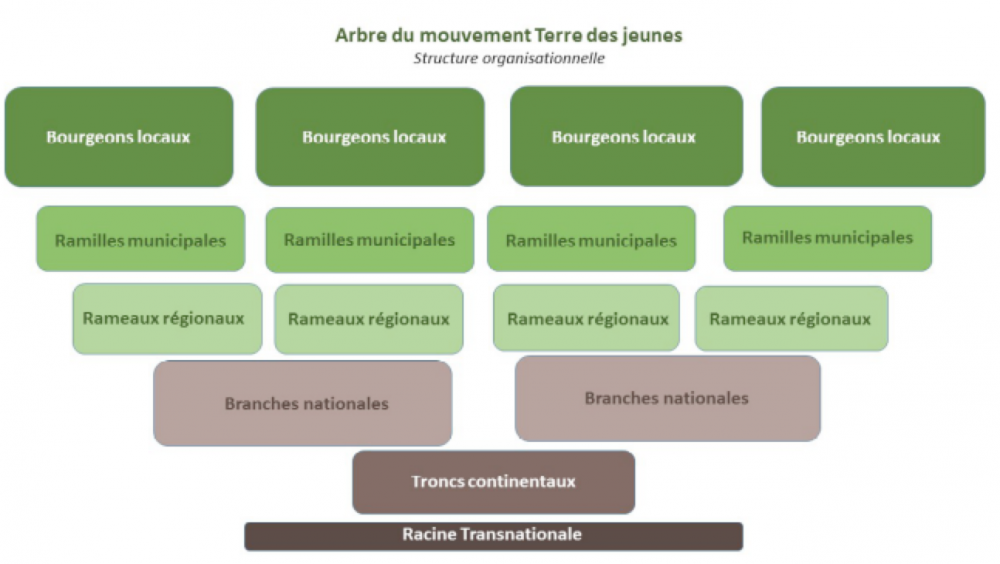 Arbre du mouvement Terre des jeunes
Structure organisationnelle
Bourgeons locaux
Bourgeons locaux
Bourgeons locaux
Bourgeons locaux
Ramilles municipales
Ramilles municipales
Ramilles municipales
Ramilles municipales
Rameaux régionaux
Rameaux régionaux
Rameaux régionaux
Rameaux régionaux
Branches nationales
Branches nationales
Troncs continentaux
Racine Transnationale